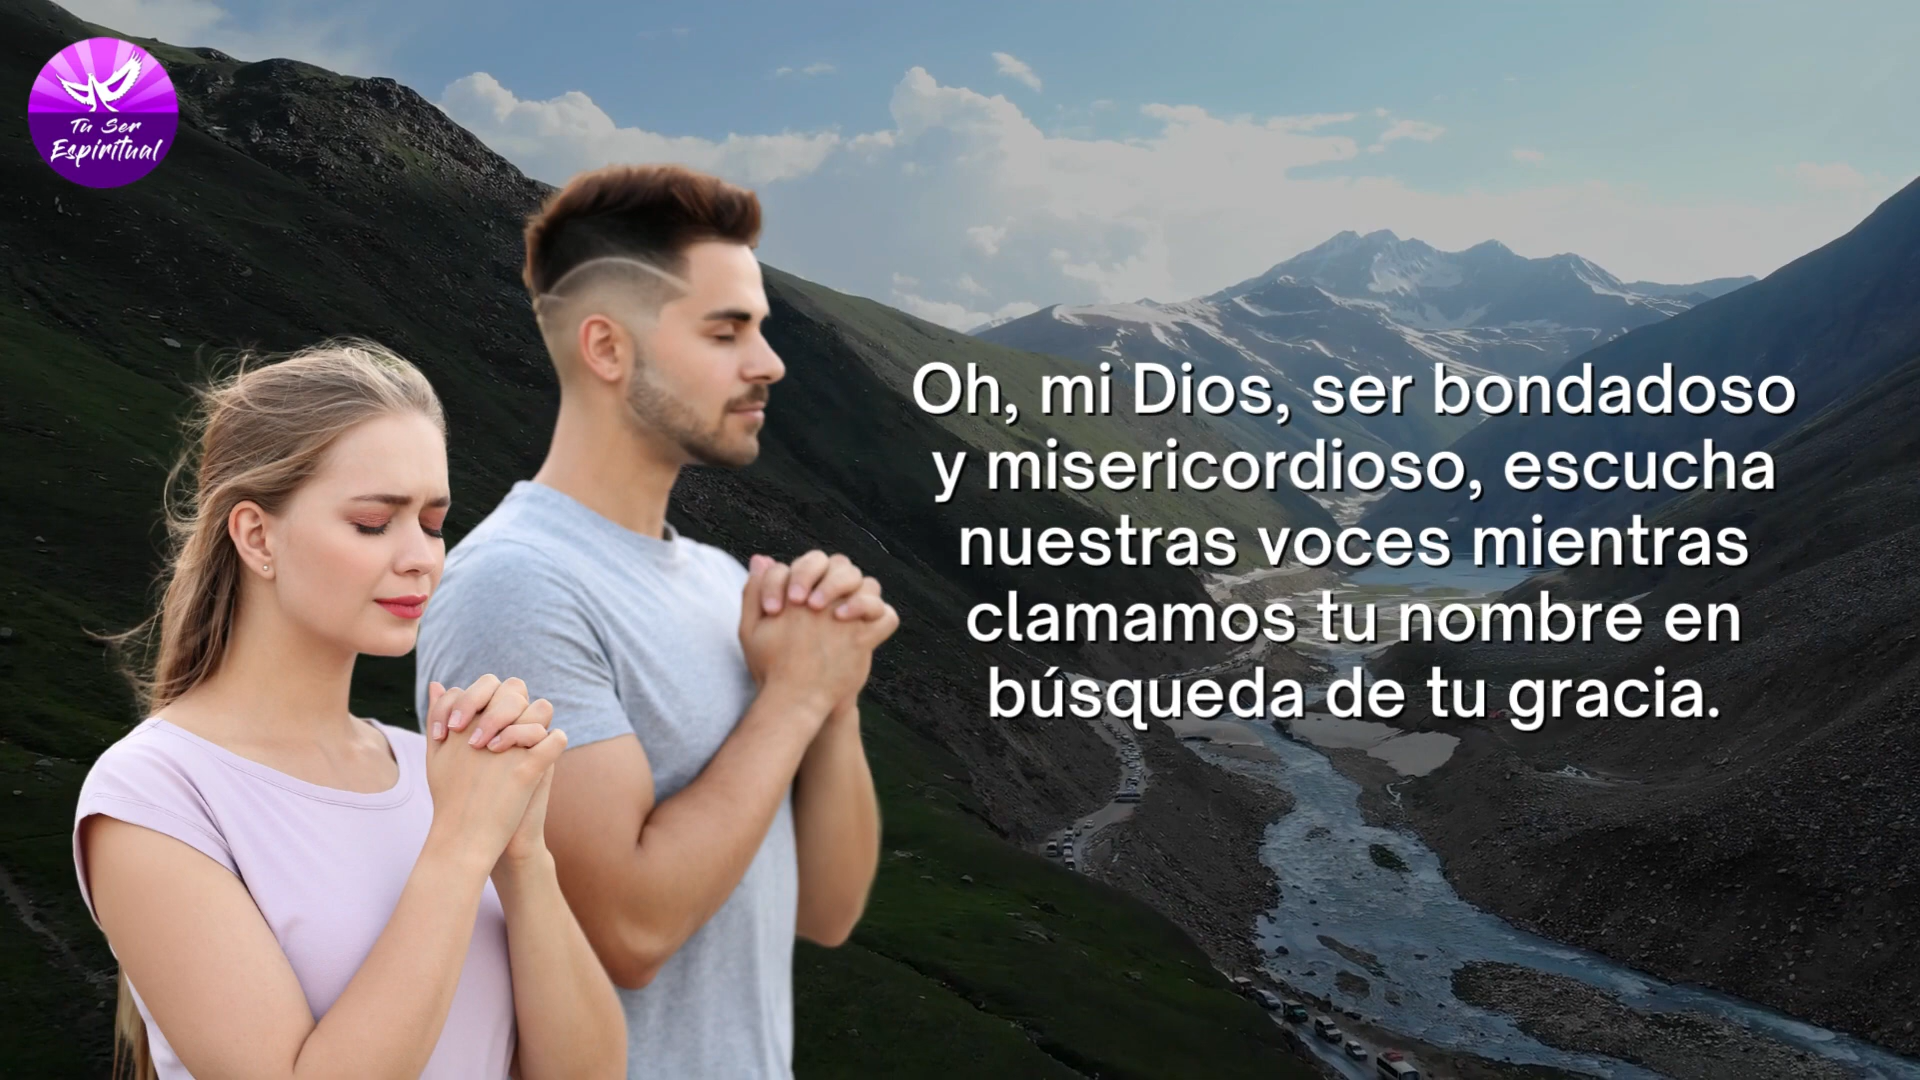 Tu Ser
Espiritual
Oh, mi Dios, ser bondadoso
y misericordioso, escucha
nuestras voces mientras
clamamos tu nombre en
búsqueda de tu gracia.